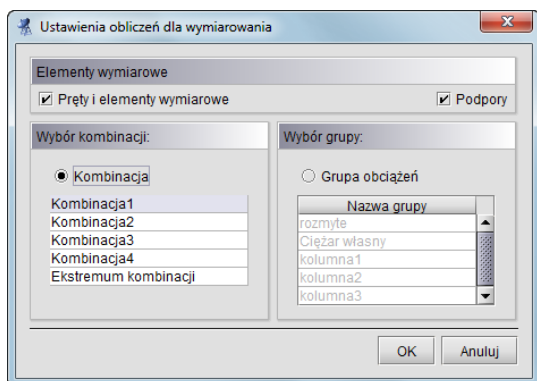 Ustawienia obliczeń dla wymiarowania
Elementy wymiarowe
Pręty i elementy wymiarowe
Podpory
Wybór kombinacji:
Kombinacja
Kombinacja1
Kombinacja2
Kombinacja3
Kombinacja4
Ekstremum kombinacji
Wybór grupy:
Grupa obciążeń
Nazwa grupy
rozmyte
Ciężar własny
kolumna1
kolumna2
kolumna3
OK
Anuluj